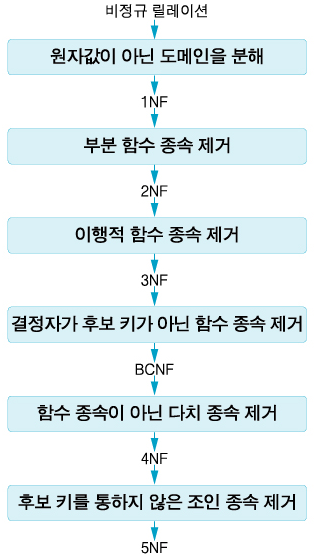 비정규 릴레이션
원자값이 아닌 도메인을 분해
1NF
부분 함수 종속 제거
2NF
이행적 함수 종속 제거
3NF
결정자가 후보 키가 아닌 함수 종속 제거
BCNF
함수 종속이 아닌 다치 종속 제거
4NF
후보 키를 통하지 않은 조인 종속 제거
5NF